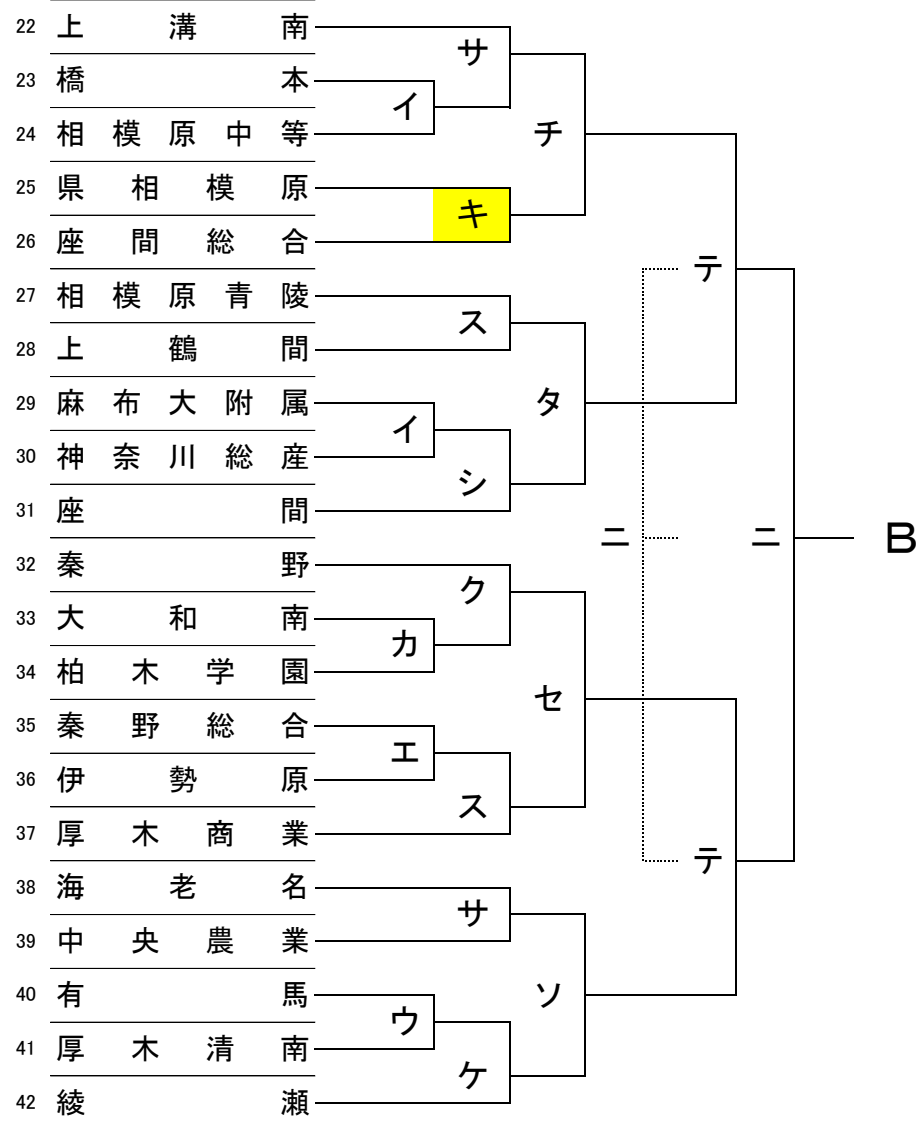 22 上溝南
サ
23 橋本
イ
24 相模原中等
チ
25 県相模原
キ
26 座間総合
テ
27 相模原青陵
ス
28 上鶴間
29 麻布大附属
タ
イ
30 神奈川総産
シ
31 座間
ニ ニ B
32 秦野
ク
33 大和南
カ
34 柏木学園
セ
35 秦野総合
エ
36 伊勢原
ス
37 厚木商業
テ
38 海老名
サ
39 中央農業
40 有馬
ソ
ウ
41 厚木清南
ケ
42 綾瀬